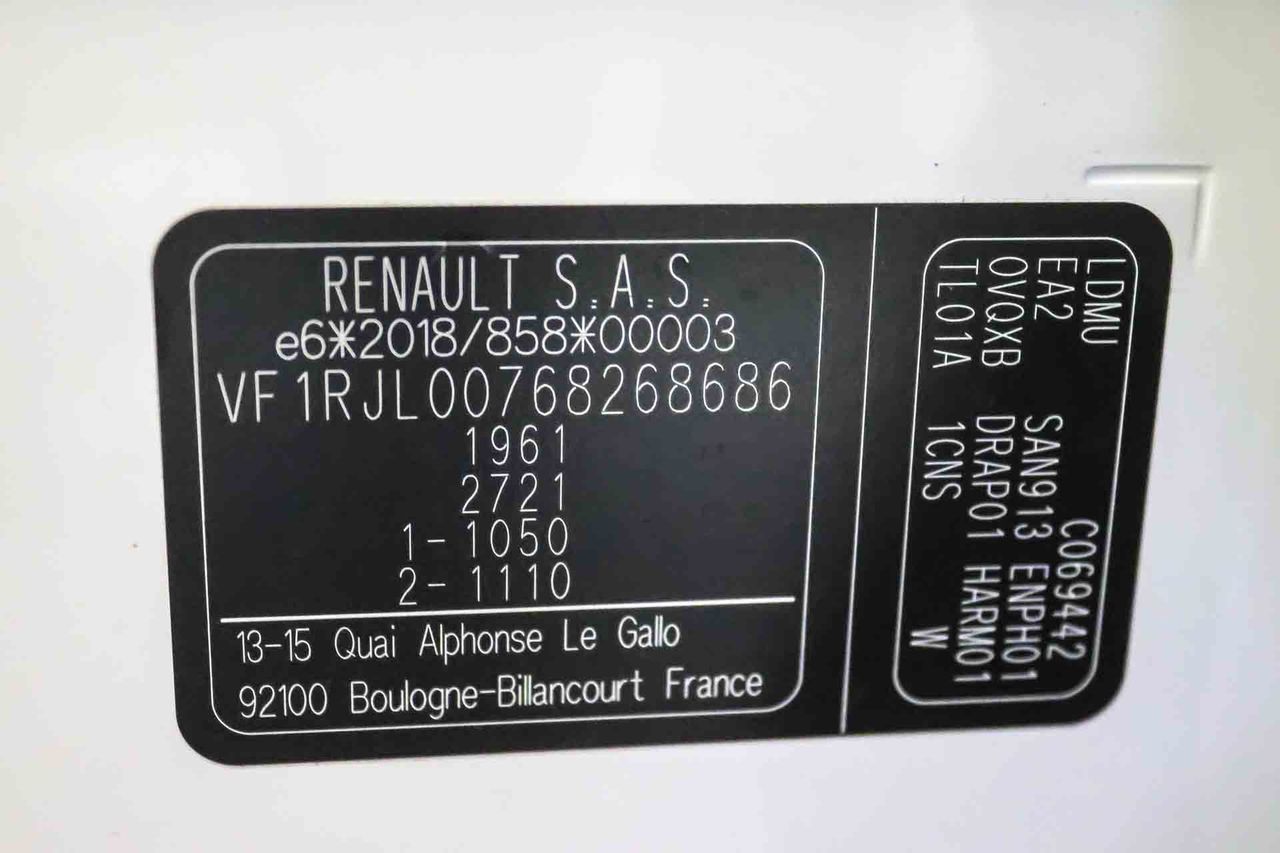 RENAULT S.A.S.
e6*2018/858*00003
VF1RJL00768268686
1961
2721
1-1050
2-1110
13-15 Quai Alphonse Le Gallo
92100 Boulogne-Billancourt France
LDMU C069442
EA2 SAN913 ENPH01
OVQXB DRAP01 HARM01
TL01A 1CNS W